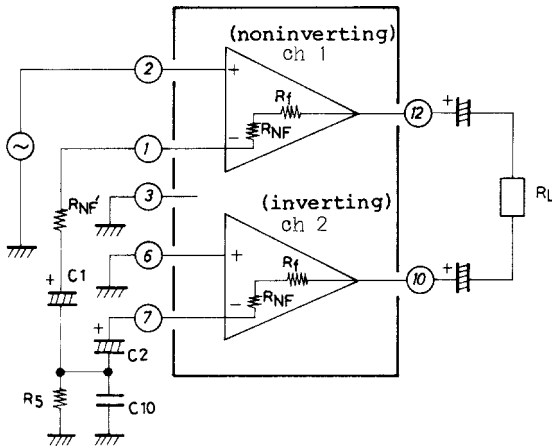 (noninverting)
ch 1
2
+
Rf
12
+
RNF
1
−
RNF'
3
RL
(inverting)
ch 2
6
+
Rf
10
+
+
C1
RNF
7
−
+
C2
R5
C10